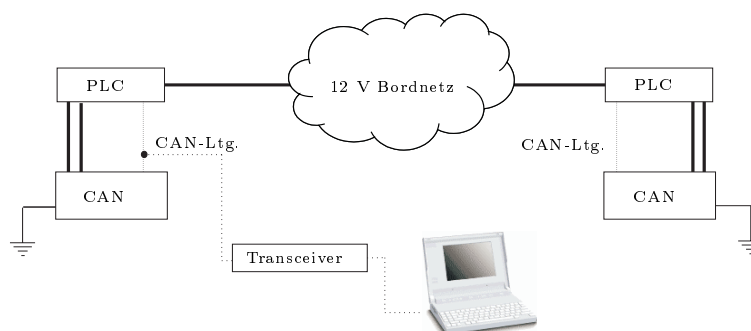 PLC
12 V Bordnetz
PLC
CAN-Ltg.
CAN-Ltg.
CAN
CAN
Transceiver